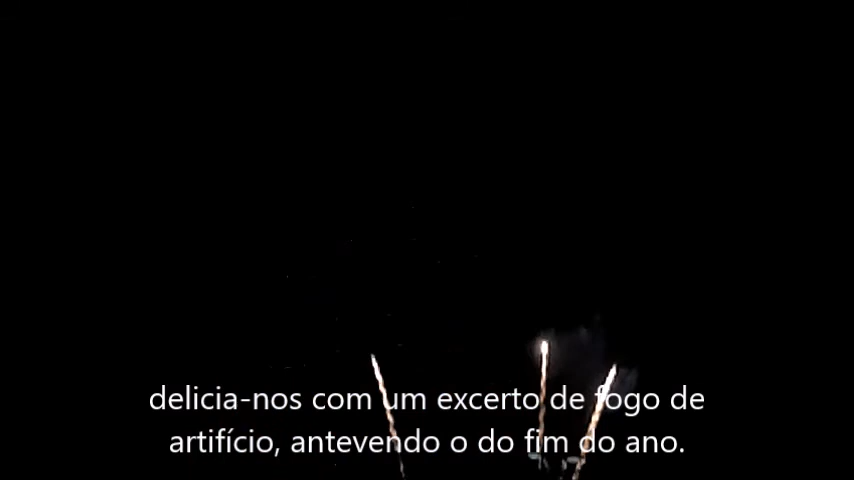 delicia-nos com um excerto de fogo de
artifício, antevendo o do fim do ano.